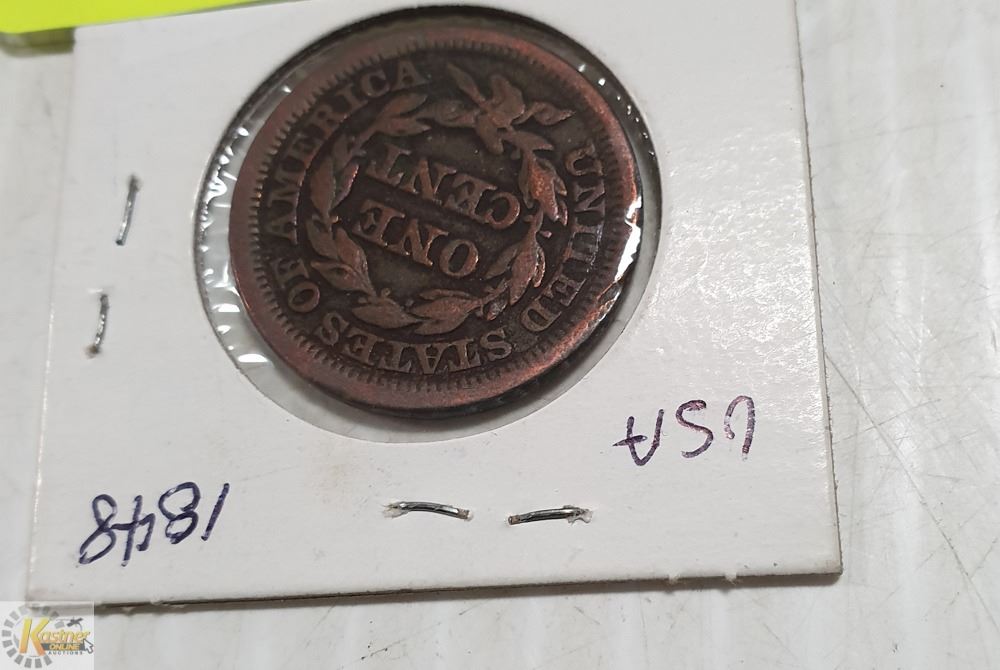 UNITED STATES OF AMERICA
ONE
CENT
USA
1848
Kastner
ONLINE
AUCTIONS